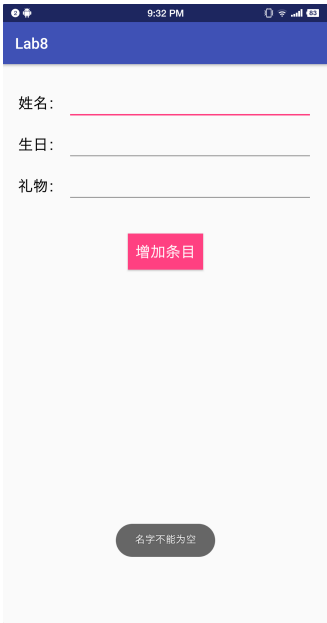 9:32 PM 83
Lab8
姓名：
生日：
礼物：
增加条目
名字不能为空